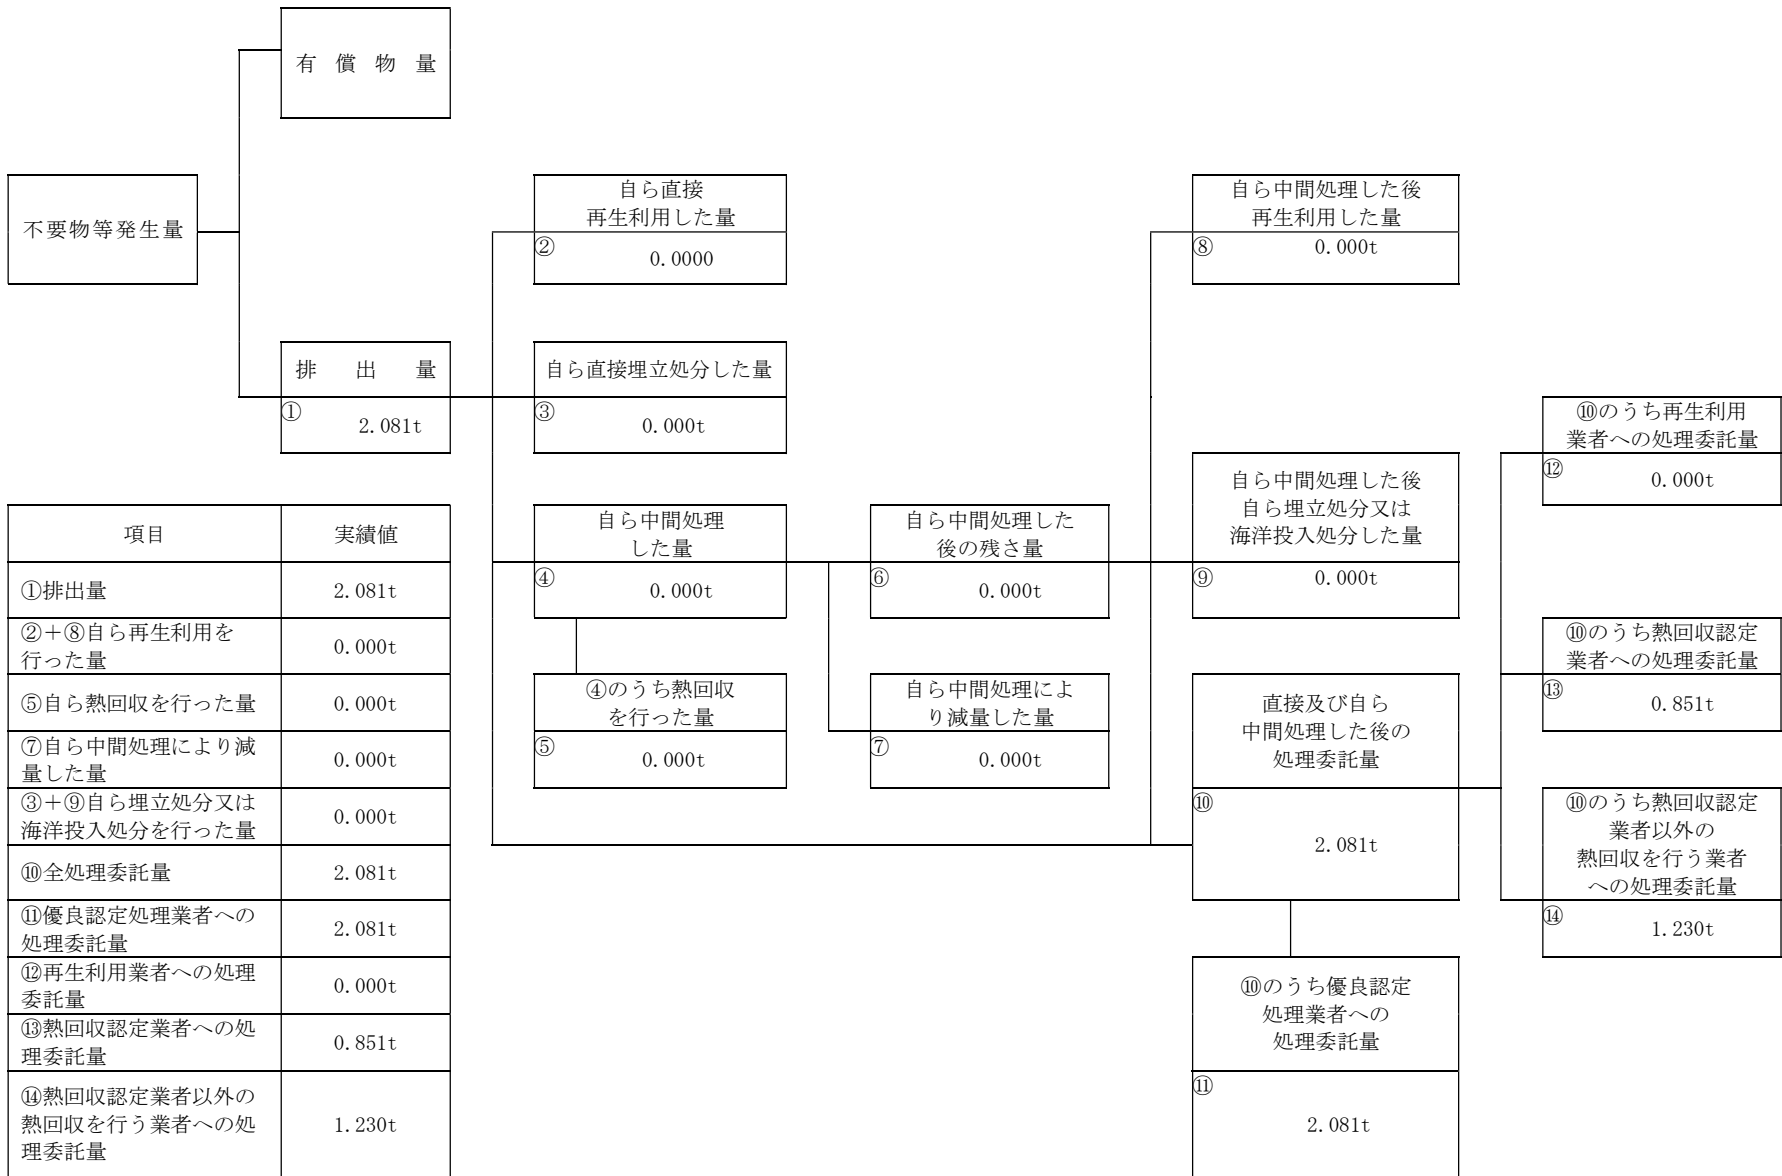 有償物量
不要物等発生量
自ら直接
再生利用した量
②
0.0000
自ら中間処理した後
再生利用した量
⑧
0.000t
排出量
①
2.081t
自ら直接埋立処分した量
③
0.000t
⑩のうち再生利用
業者への処理委託量
⑫
0.000t
自ら中間処理
した量
④
0.000t
自ら中間処理した
後の残さ量
⑥
0.000t
自ら中間処理した後
自ら埋立処分又は
海洋投入処分した量
⑨
0.000t
⑩のうち熱回収認定
業者への処理委託量
⑬
0.851t
④のうち熱回収
を行った量
⑤
0.000t
自ら中間処理によ
り減量した量
⑦
0.000t
直接及び自ら
中間処理した後の
処理委託量
⑩
2.081t
⑩のうち熱回収認定
業者以外の
熱回収を行う業者
への処理委託量
⑭
1.230t
⑩のうち優良認定
処理業者への
処理委託量
⑪
2.081t
項目 実績値
①排出量 2.081t
②＋⑧自ら再生利用を
行った量 0.000t
⑤自ら熱回収を行った量 0.000t
⑦自ら中間処理により減
量した量 0.000t
③＋⑨自ら埋立処分又は
海洋投入処分を行った量 0.000t
⑩全処理委託量 2.081t
⑪優良認定処理業者への
処理委託量 2.081t
⑫再生利用業者への処理
委託量 0.000t
⑬熱回収認定業者への処
理委託量 0.851t
⑭熱回収認定業者以外の
熱回収を行う業者への処
理委託量 1.230t